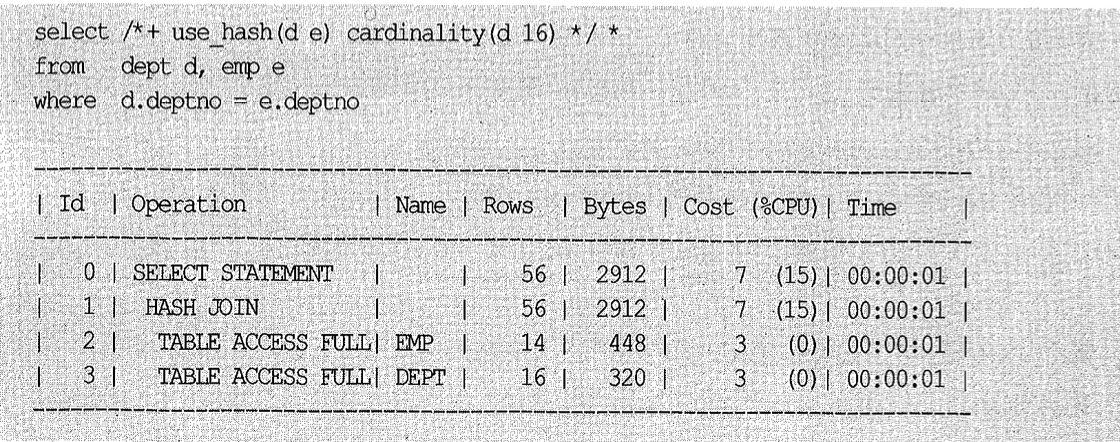 select /*+ use_hash(d e) cardinality(d 16) */ *
from   dept d, emp e
where  d.deptno = e.deptno
--------------------------------------------------------------------------
| Id  | Operation          | Name | Rows  | Bytes | Cost (%CPU)| Time     |
--------------------------------------------------------------------------
|   0 | SELECT STATEMENT   |      |    56 |  2912 |     7  (15)| 00:00:01 |
|   1 |  HASH JOIN         |      |    56 |  2912 |     7  (15)| 00:00:01 |
|   2 |   TABLE ACCESS FULL| EMP  |    14 |   448 |     3   (0)| 00:00:01 |
|   3 |   TABLE ACCESS FULL| DEPT |    16 |   320 |     3   (0)| 00:00:01 |
--------------------------------------------------------------------------